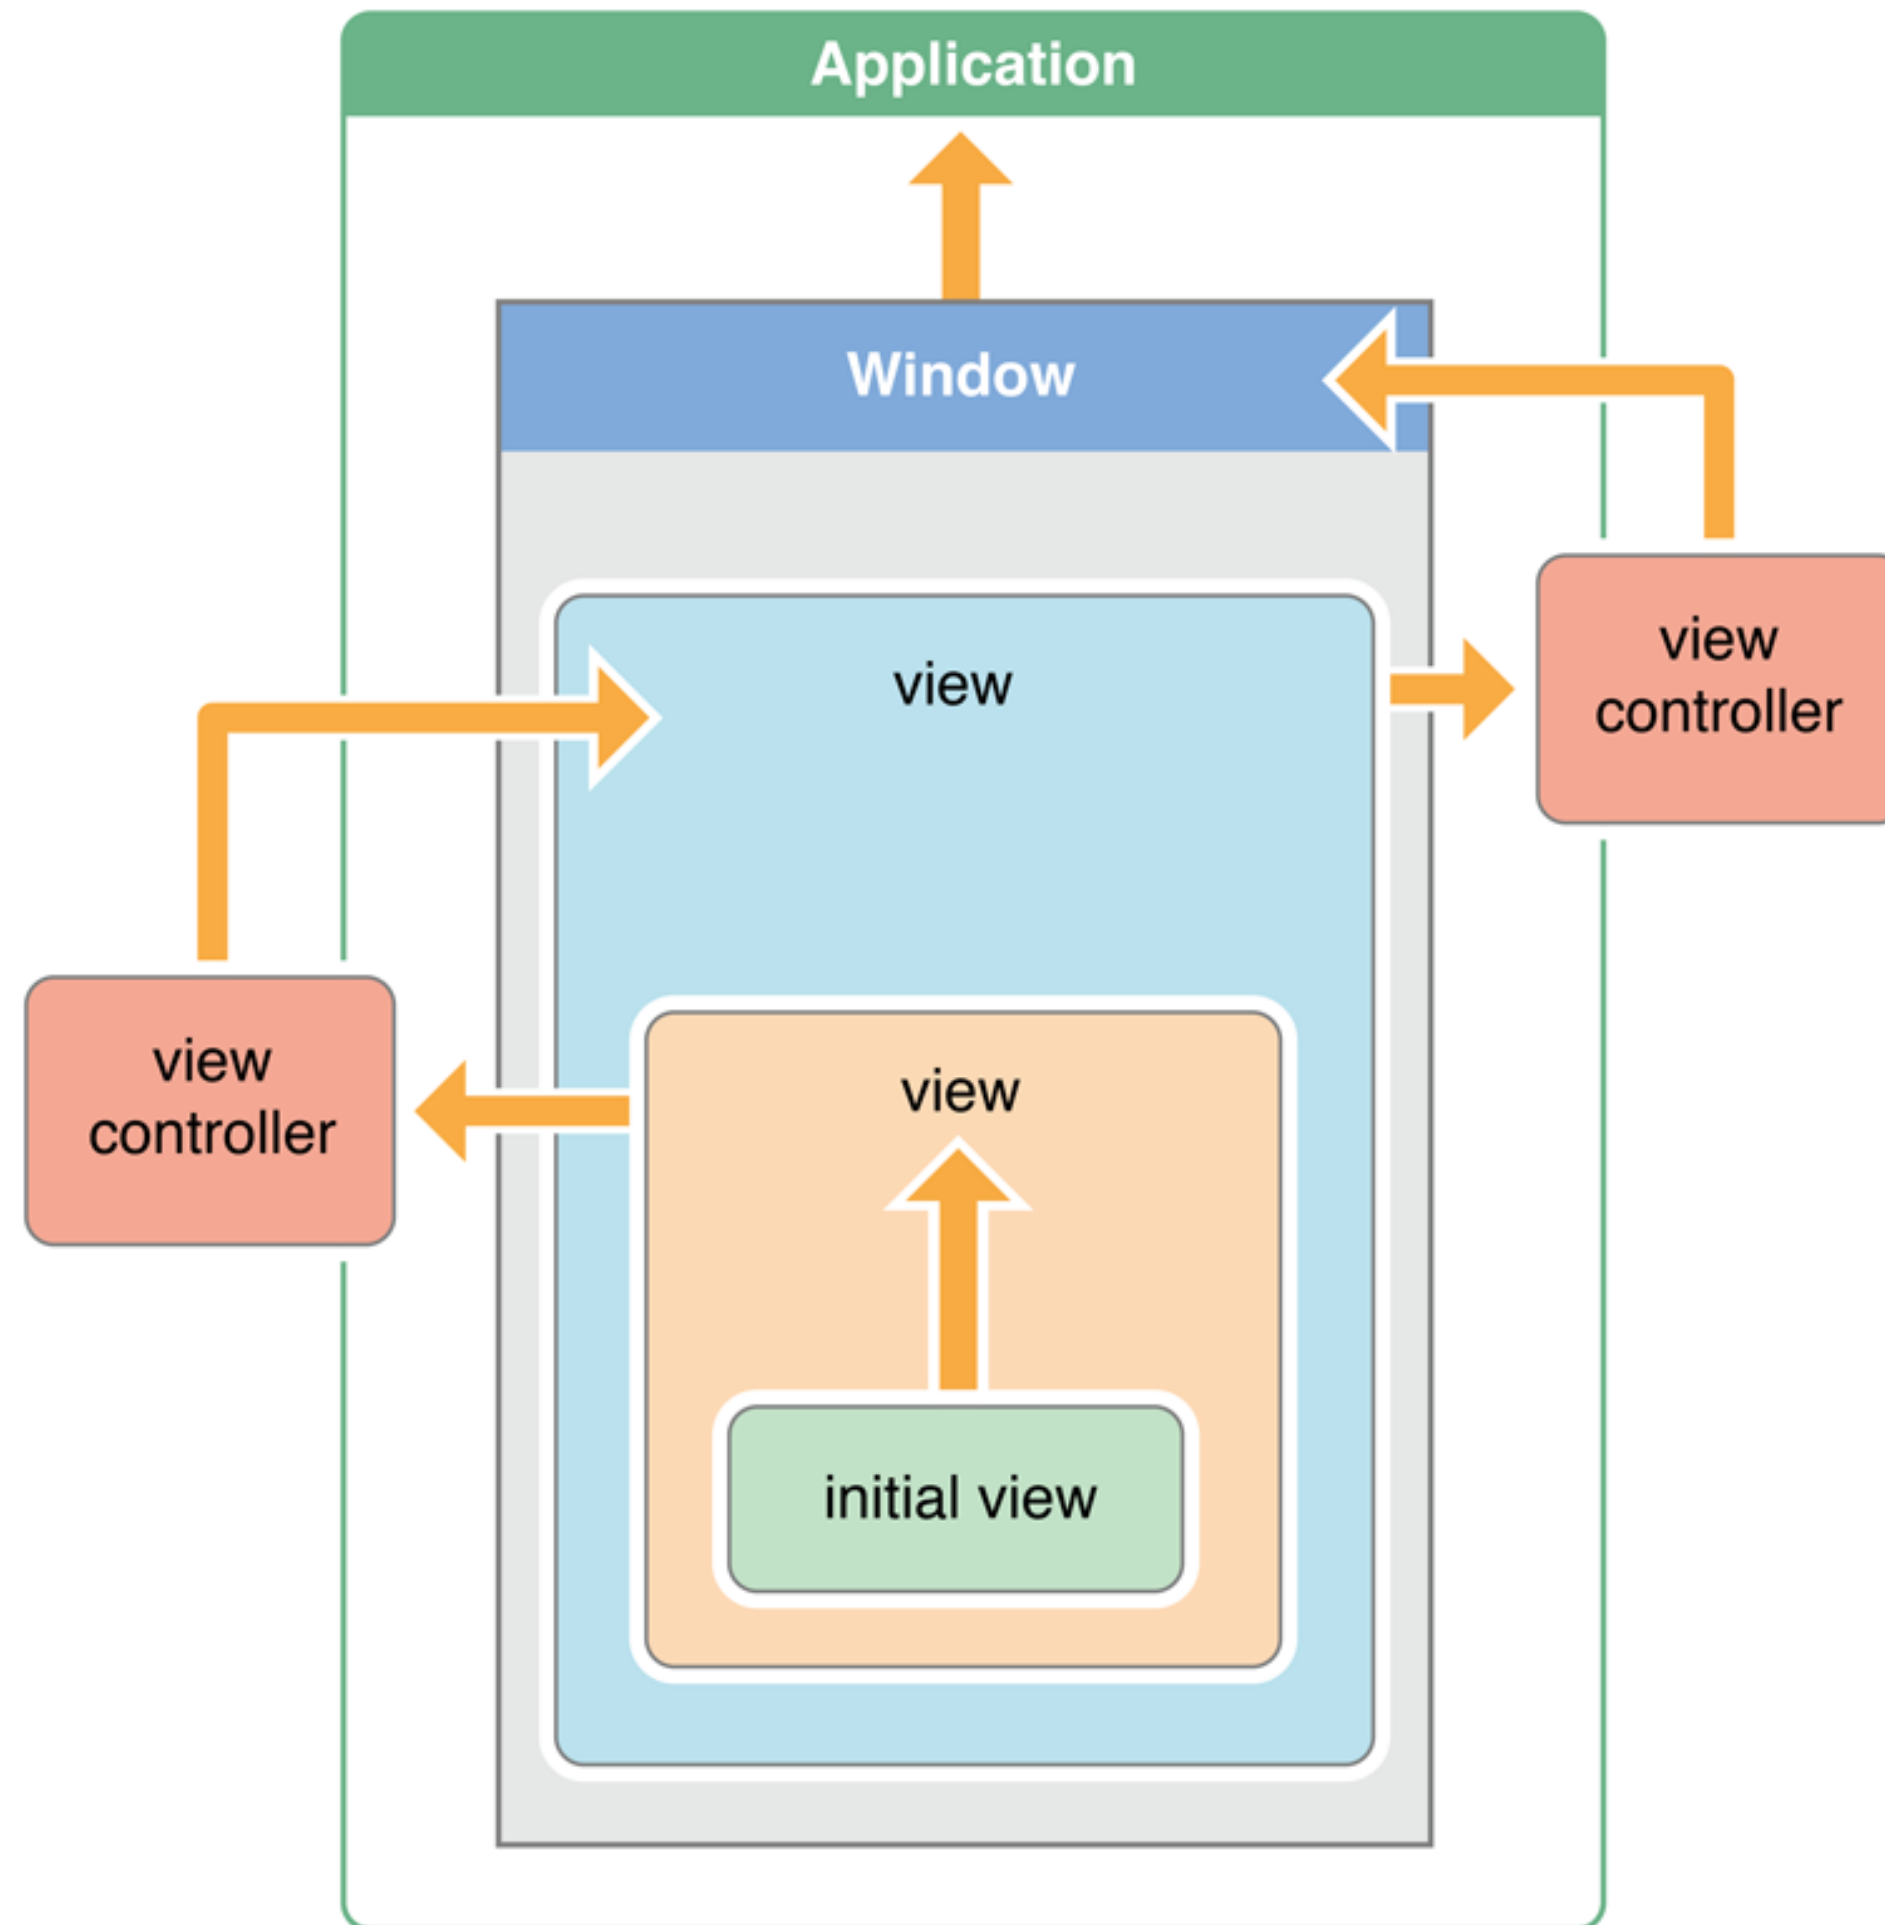 Application
Window
view
view
controller
view
controller
view
initial view